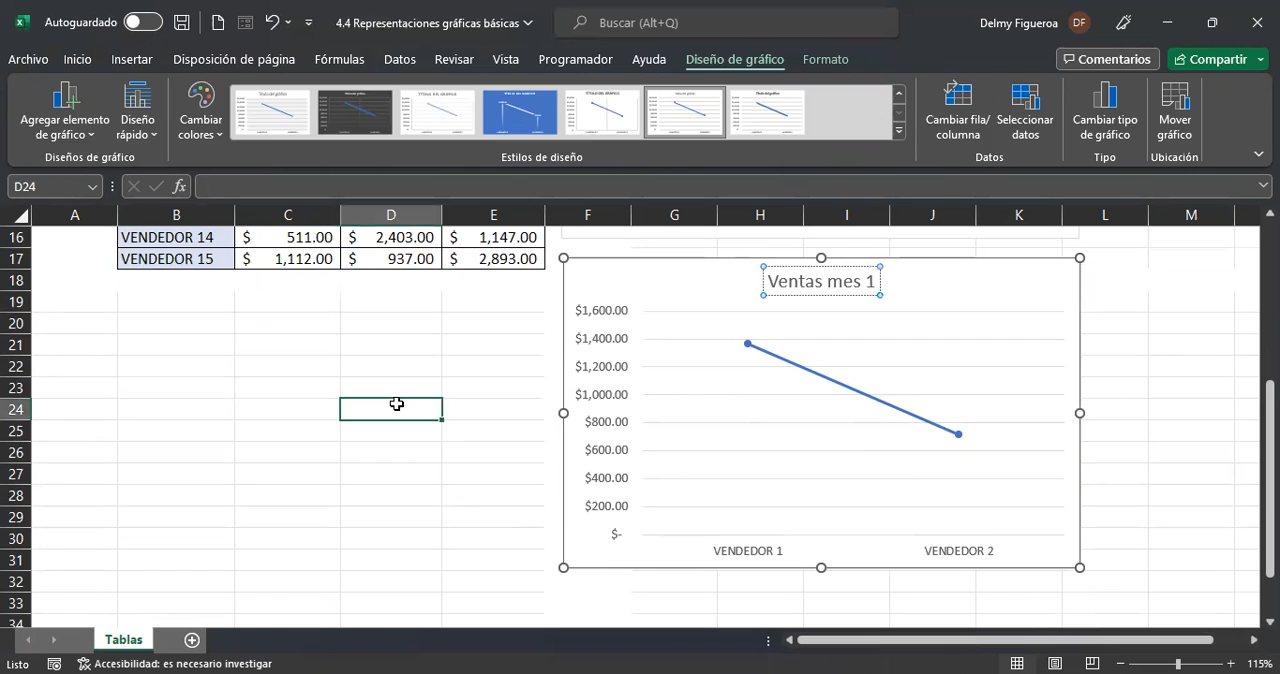 Autoguardado
4.4 Representaciones gráficas básicas
Buscar (Alt+Q)
Delmy Figueroa
DF
Archivo Inicio Insertar Disposición de página Fórmulas Datos Revisar Vista Programador Ayuda Diseño de gráfico Formato
Comentarios
Compartir
Agregar elemento
de gráfico
Diseño
rápido
Cambiar
colores
Cambiar fila/
columna
Seleccionar
datos
Cambiar tipo
de gráfico
Mover
gráfico
Diseños de gráfico
Estilos de diseño
Datos
Tipo
Ubicación
D24
fx
A B C D E F G H I J K L M
16 VENDEDOR 14 $ 511.00 $ 2,403.00 $ 1,147.00
17 VENDEDOR 15 $ 1,112.00 $ 937.00 $ 2,893.00
18
19
20
21
22
23
24
25
26
27
28
29
30
31
32
33
34
Ventas mes 1
$1,600.00
$1,400.00
$1,200.00
$1,000.00
$800.00
$600.00
$400.00
$200.00
$-
VENDEDOR 1 VENDEDOR 2
Tablas
Listo
Accesibilidad: es necesario investigar
115%